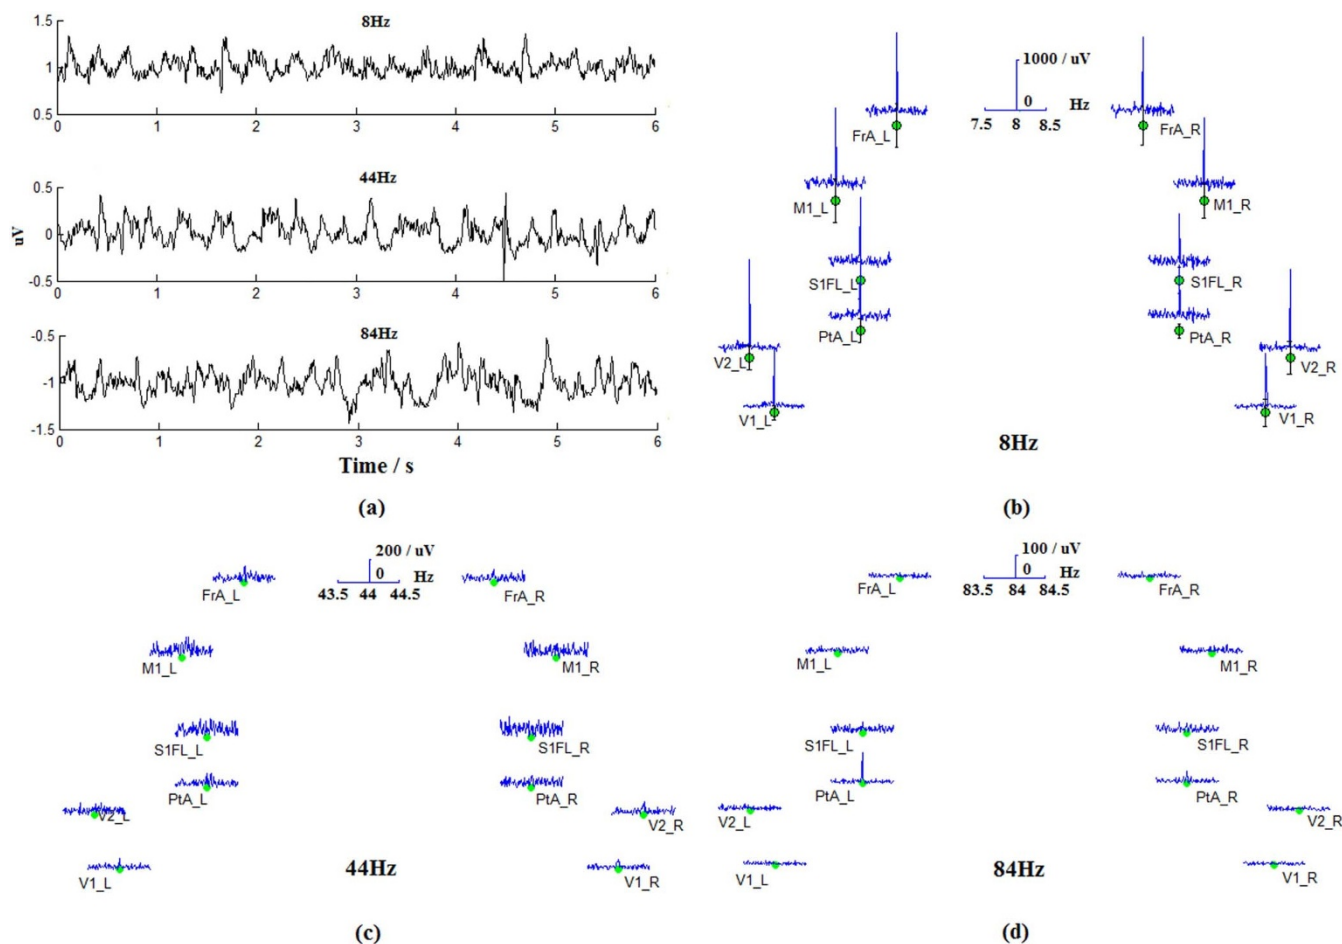 8Hz
1.5
1
0.5
0 1 2 3 4 5 6
44Hz
0.5
0
-0.5
uV
0 1 2 3 4 5 6
84Hz
-0.5
-1
-1.5
0 1 2 3 4 5 6
Time / s
(a)
1000 / uV
0 Hz
7.5 8 8.5
FrA_L
FrA_R
M1_L
M1_R
S1FL_L
S1FL_R
PtA_L
PtA_R
V2_L
V2_R
V1_L
V1_R
8Hz
(b)
200 / uV
0 Hz
43.5 44 44.5
FrA_L
FrA_R
M1_L
M1_R
S1FL_L
S1FL_R
PtA_L
PtA_R
V2_L
V2_R
V1_L
V1_R
44Hz
(c)
100 / uV
0 Hz
83.5 84 84.5
FrA_L
FrA_R
M1_L
M1_R
S1FL_L
S1FL_R
PtA_L
PtA_R
V2_L
V2_R
V1_L
V1_R
84Hz
(d)